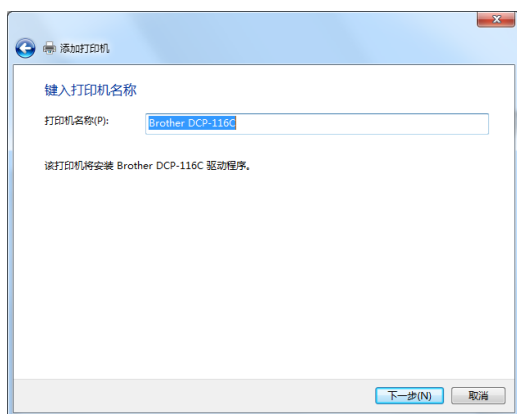 添加打印机
键入打印机名称
打印机名称(P): Brother DCP-116C
该打印机将安装 Brother DCP-116C 驱动程序。
下一步(N) 取消